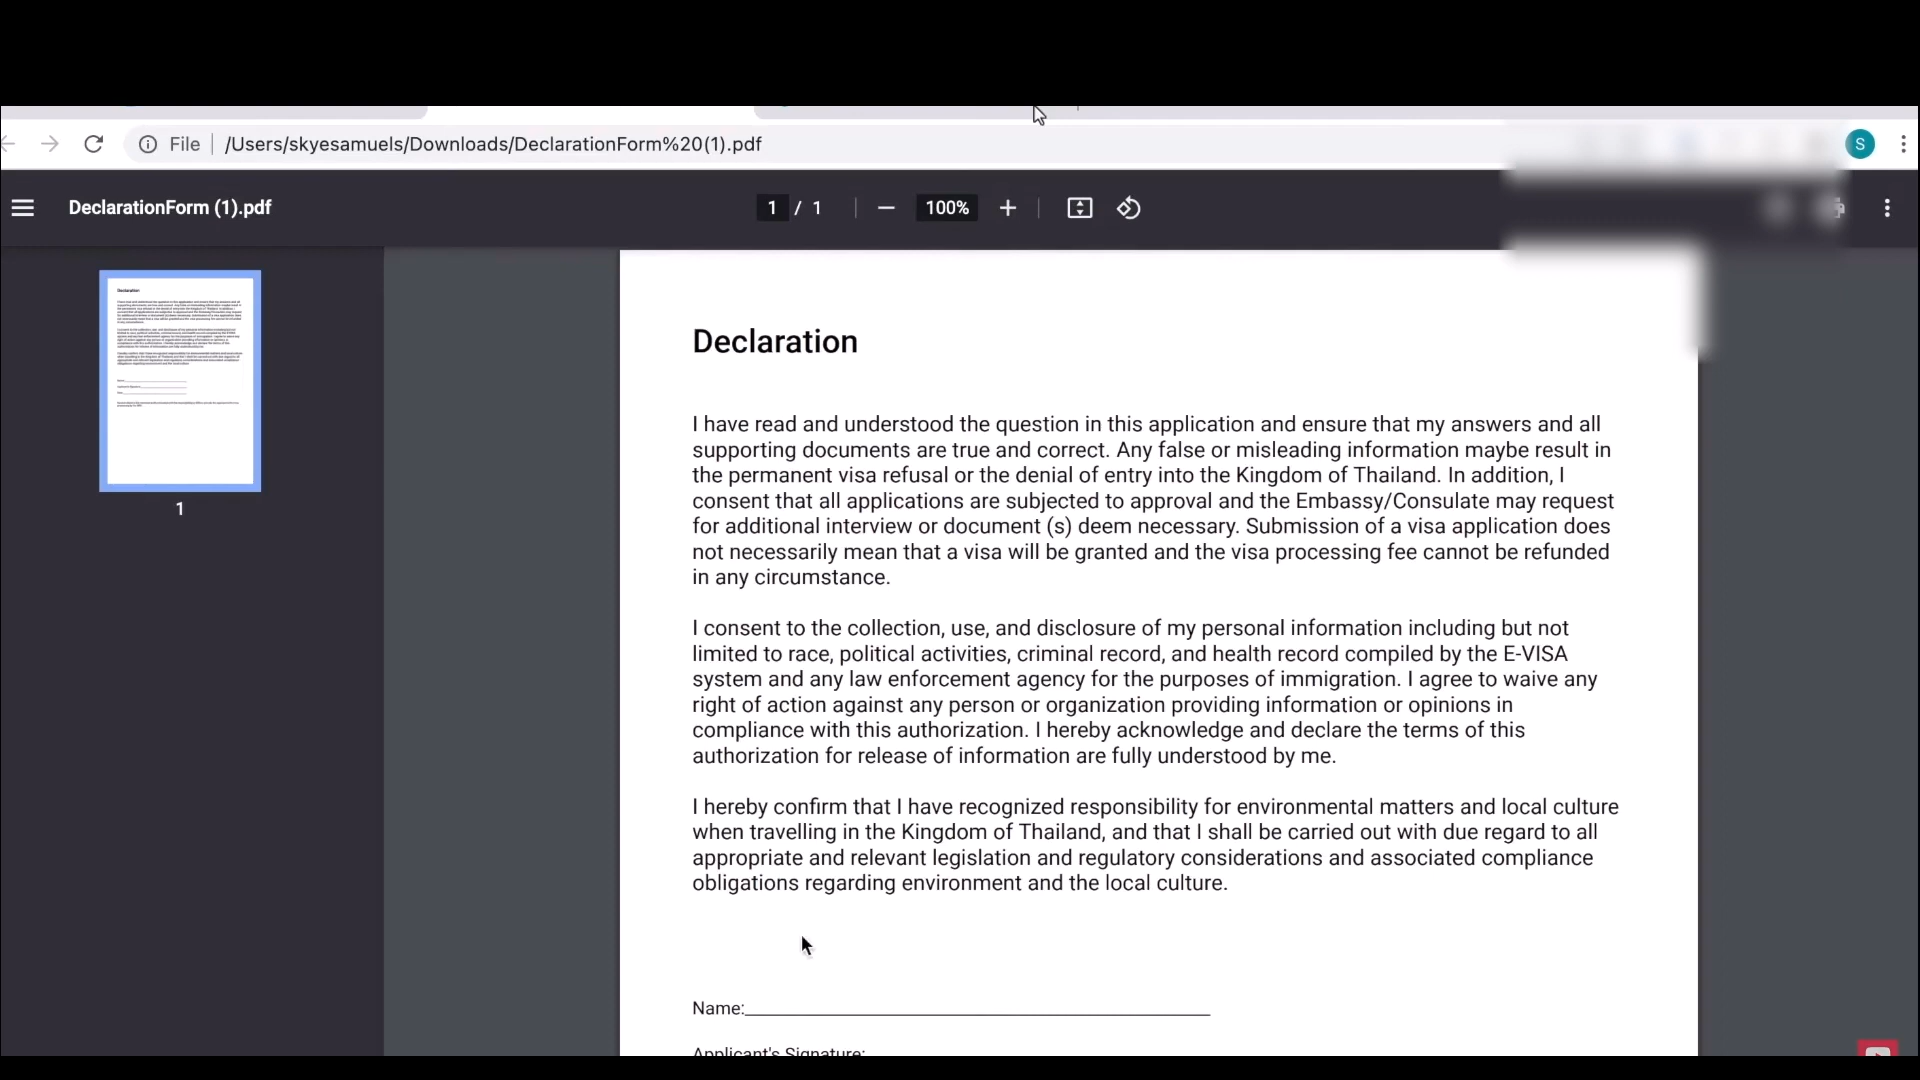 File /Users/skyesamuels/Downloads/DeclarationForm%20(1).pdf
S
DeclarationForm (1).pdf
1 / 1
100%
Declaration
I have read and understood the question in this application and ensure that my answers and all
supporting documents are true and correct. Any false or misleading information maybe result in
the permanent visa refusal or the denial of entry into the Kingdom of Thailand. In addition, I
consent that all applications are subjected to approval and the Embassy/Consulate may request
for additional interview or document (s) deem necessary. Submission of a visa application does
not necessarily mean that a visa will be granted and the visa processing fee cannot be refunded
in any circumstance.
I consent to the collection, use, and disclosure of my personal information including but not
limited to race, political activities, criminal record, and health record compiled by the E-VISA
system and any law enforcement agency for the purposes of immigration. I agree to waive any
right of action against any person or organization providing information or opinions in
compliance with this authorization. I hereby acknowledge and declare the terms of this
authorization for release of information are fully understood by me.
I hereby confirm that I have recognized responsibility for environmental matters and local culture
when travelling in the Kingdom of Thailand, and that I shall be carried out with due regard to all
appropriate and relevant legislation and regulatory considerations and associated compliance
obligations regarding environment and the local culture.
Name:
Applicant's Signature:
Declaration
1